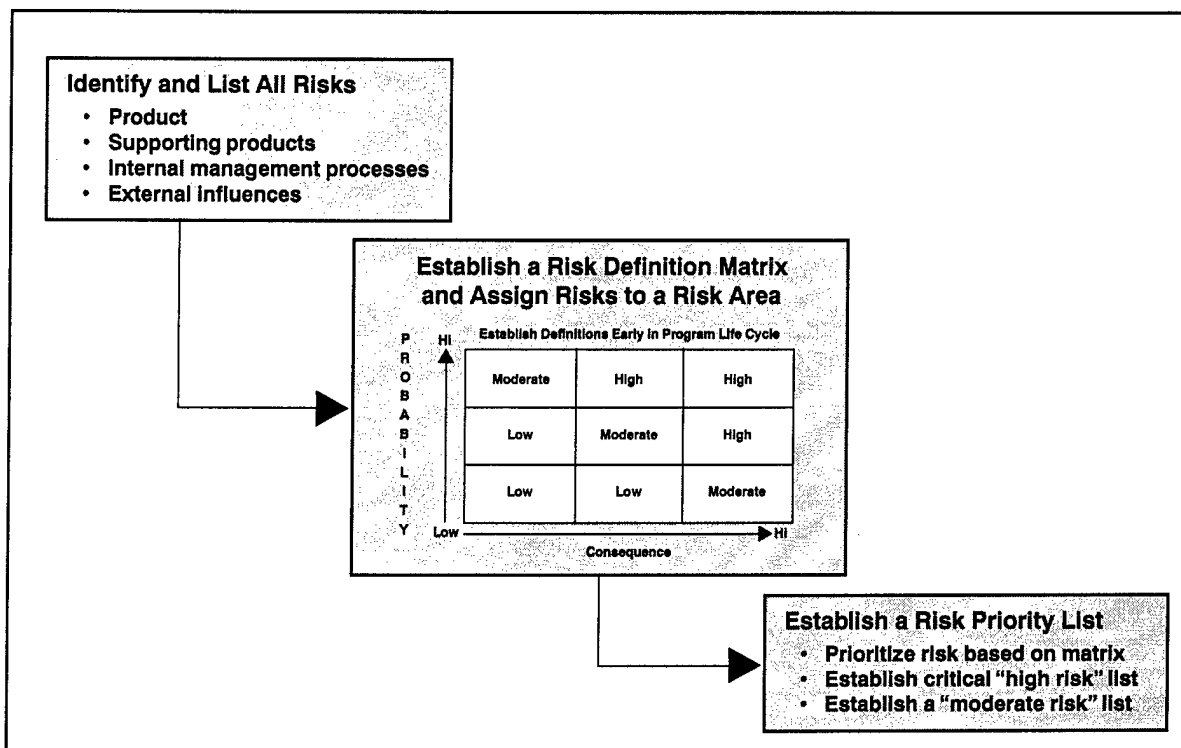 Identify and List All Risks
• Product
• Supporting products
• Internal management processes
• External influences
Establish a Risk Definition Matrix
and Assign Risks to a Risk Area
Establish Definitions Early in Program Life Cycle
PROBABILITY
Hi
Moderate High High
Low Moderate High
Low Low Moderate
Low
Hi
Consequence
Establish a Risk Priority List
• Prioritize risk based on matrix
• Establish critical “high risk” list
• Establish a “moderate risk” list